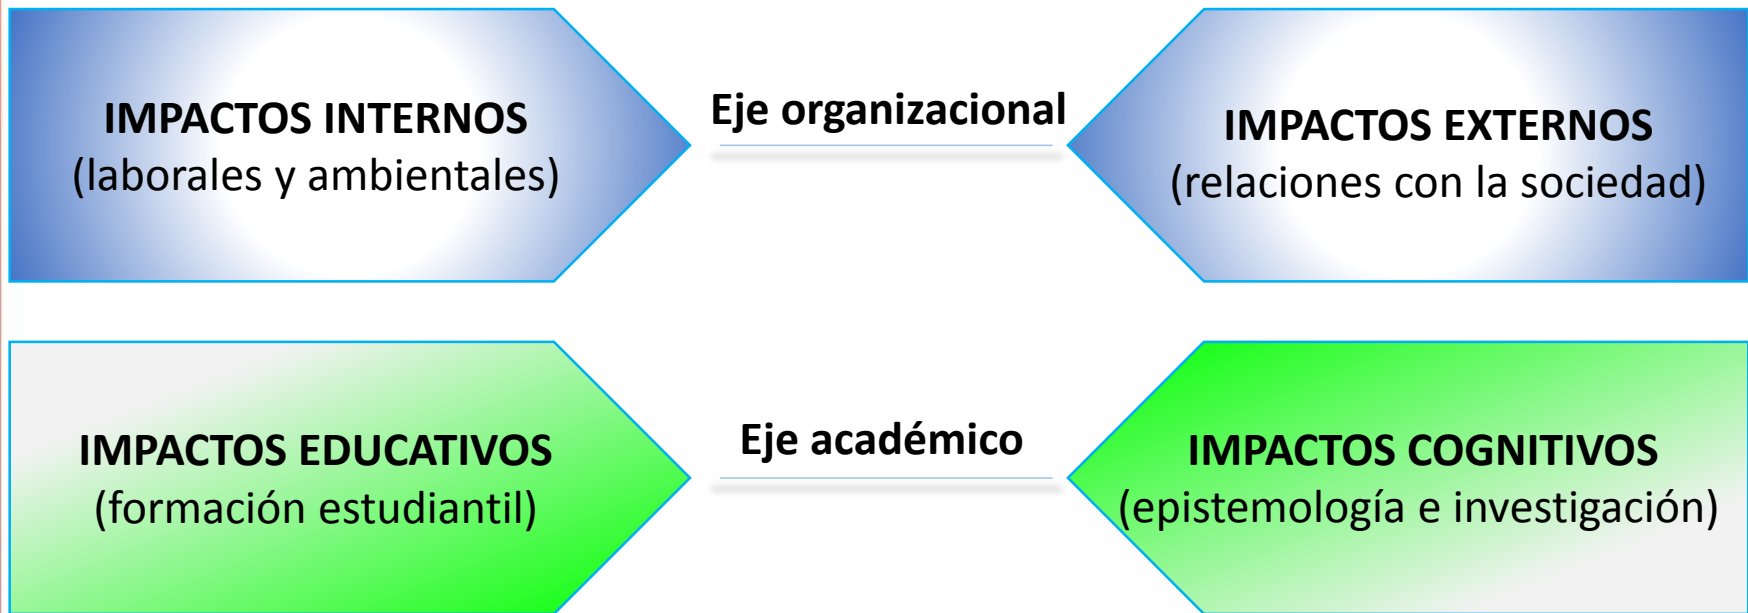 IMPACTOS INTERNOS
(laborales y ambientales)
Eje organizacional
IMPACTOS EXTERNOS
(relaciones con la sociedad)
IMPACTOS EDUCATIVOS
(formación estudiantil)
Eje académico
IMPACTOS COGNITIVOS
(epistemología e investigación)